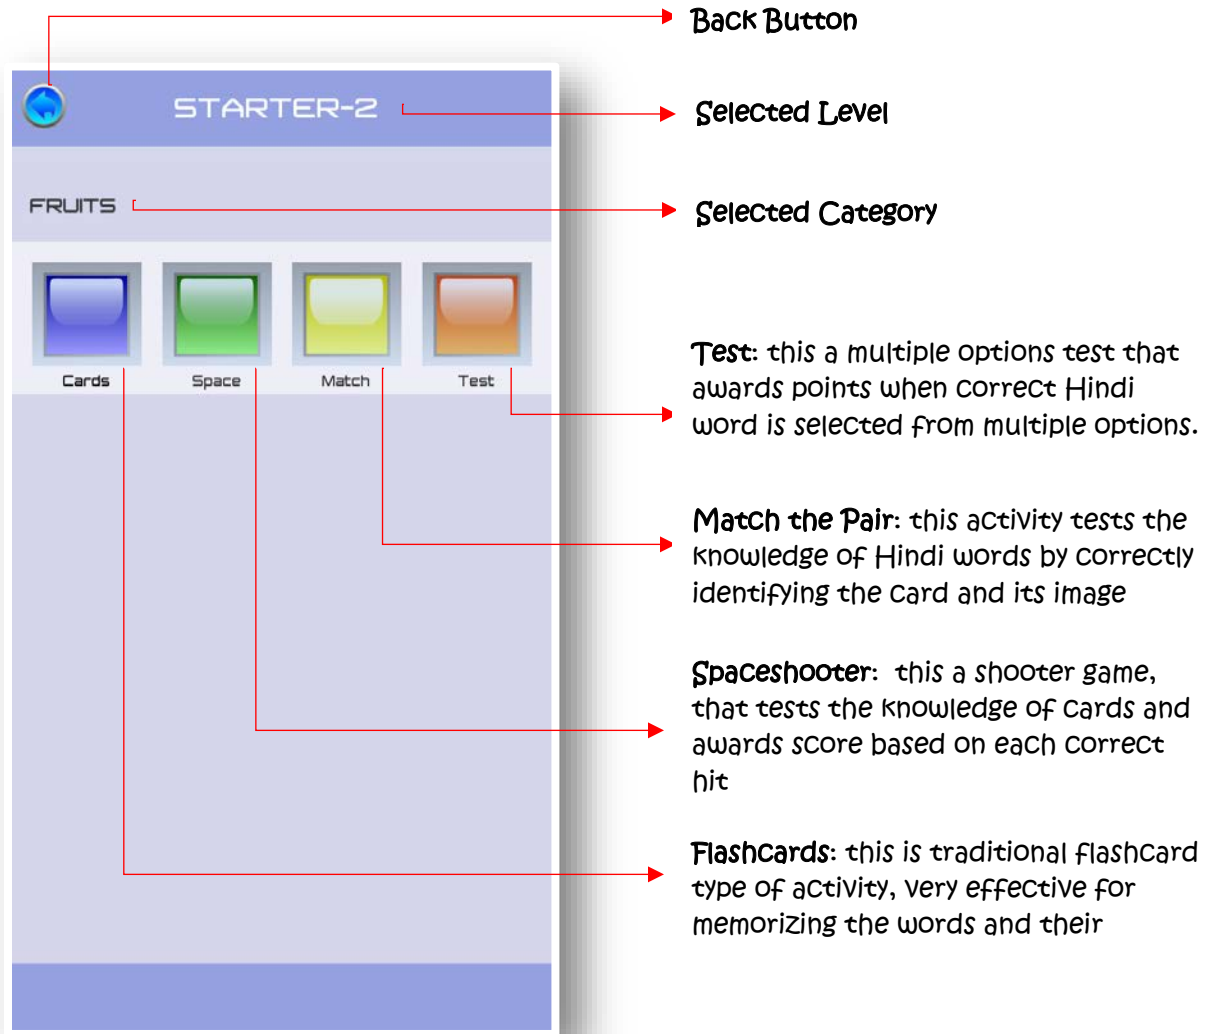 Back Button
STARTER-2
Selected Level
FRUITS
Selected Category
Cards
Space
Match
Test
Test: this a multiple options test that
awards points when correct Hindi
word is selected from multiple options.
Match the Pair: this activity tests the
knowledge of Hindi words by correctly
identifying the card and its image
Spaceshooter: this a shooter game,
that tests the knowledge of cards and
awards score based on each correct
hit
Flashcards: this is traditional flashcard
type of activity, very effective for
memorizing the words and their